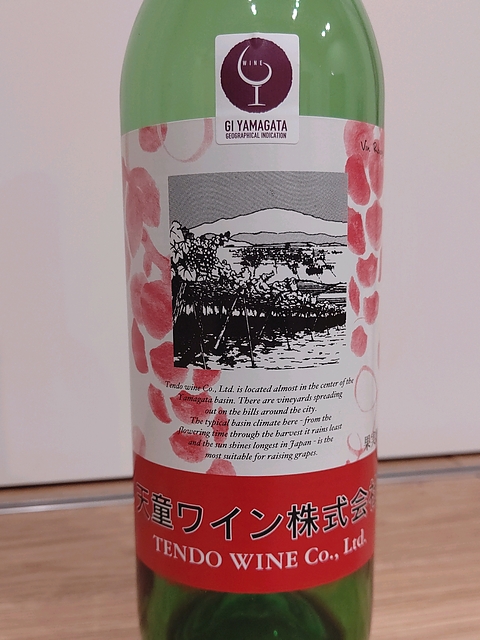 WINE
GI YAMAGATA
GEOGRAPHICAL INDICATION
Vin
Tendo wine Co., Ltd. is located almost in the center of the
Yamagata basin. There are vineyards spreading
out on the hills around the city.
The typical basin climate here - from the
flowering time through the harvest it rains least
and the sun shines longest in Japan - is the
most suitable for raising grapes.
果
天童ワイン株式会社
TENDO WINE Co., Ltd.